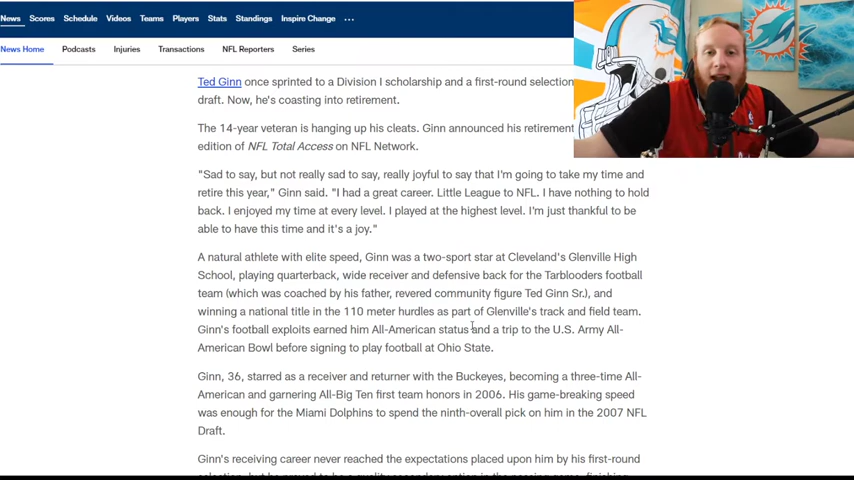 News Scores Schedule Videos Teams Players Stats Standings Inspire Change ...
News Home Podcasts Injuries Transactions NFL Reporters Series
Ted Ginn once sprinted to a Division I scholarship and a first-round selection
draft. Now, he's coasting into retirement.
The 14-year veteran is hanging up his cleats. Ginn announced his retirement
edition of NFL Total Access on NFL Network.
"Sad to say, but not really sad to say, really joyful to say that I'm going to take my time and
retire this year," Ginn said. "I had a great career. Little League to NFL. I have nothing to hold
back. I enjoyed my time at every level. I played at the highest level. I'm just thankful to be
able to have this time and it's a joy."
A natural athlete with elite speed, Ginn was a two-sport star at Cleveland's Glenville High
School, playing quarterback, wide receiver and defensive back for the Tarblooders football
team (which was coached by his father, revered community figure Ted Ginn Sr.), and
winning a national title in the 110 meter hurdles as part of Glenville's track and field team.
Ginn's football exploits earned him All-American status and a trip to the U.S. Army All-
American Bowl before signing to play football at Ohio State.
Ginn, 36, starred as a receiver and returner with the Buckeyes, becoming a three-time All-
American and garnering All-Big Ten first team honors in 2006. His game-breaking speed
was enough for the Miami Dolphins to spend the ninth-overall pick on him in the 2007 NFL
Draft.
Ginn's receiving career never reached the expectations placed upon him by his first-round